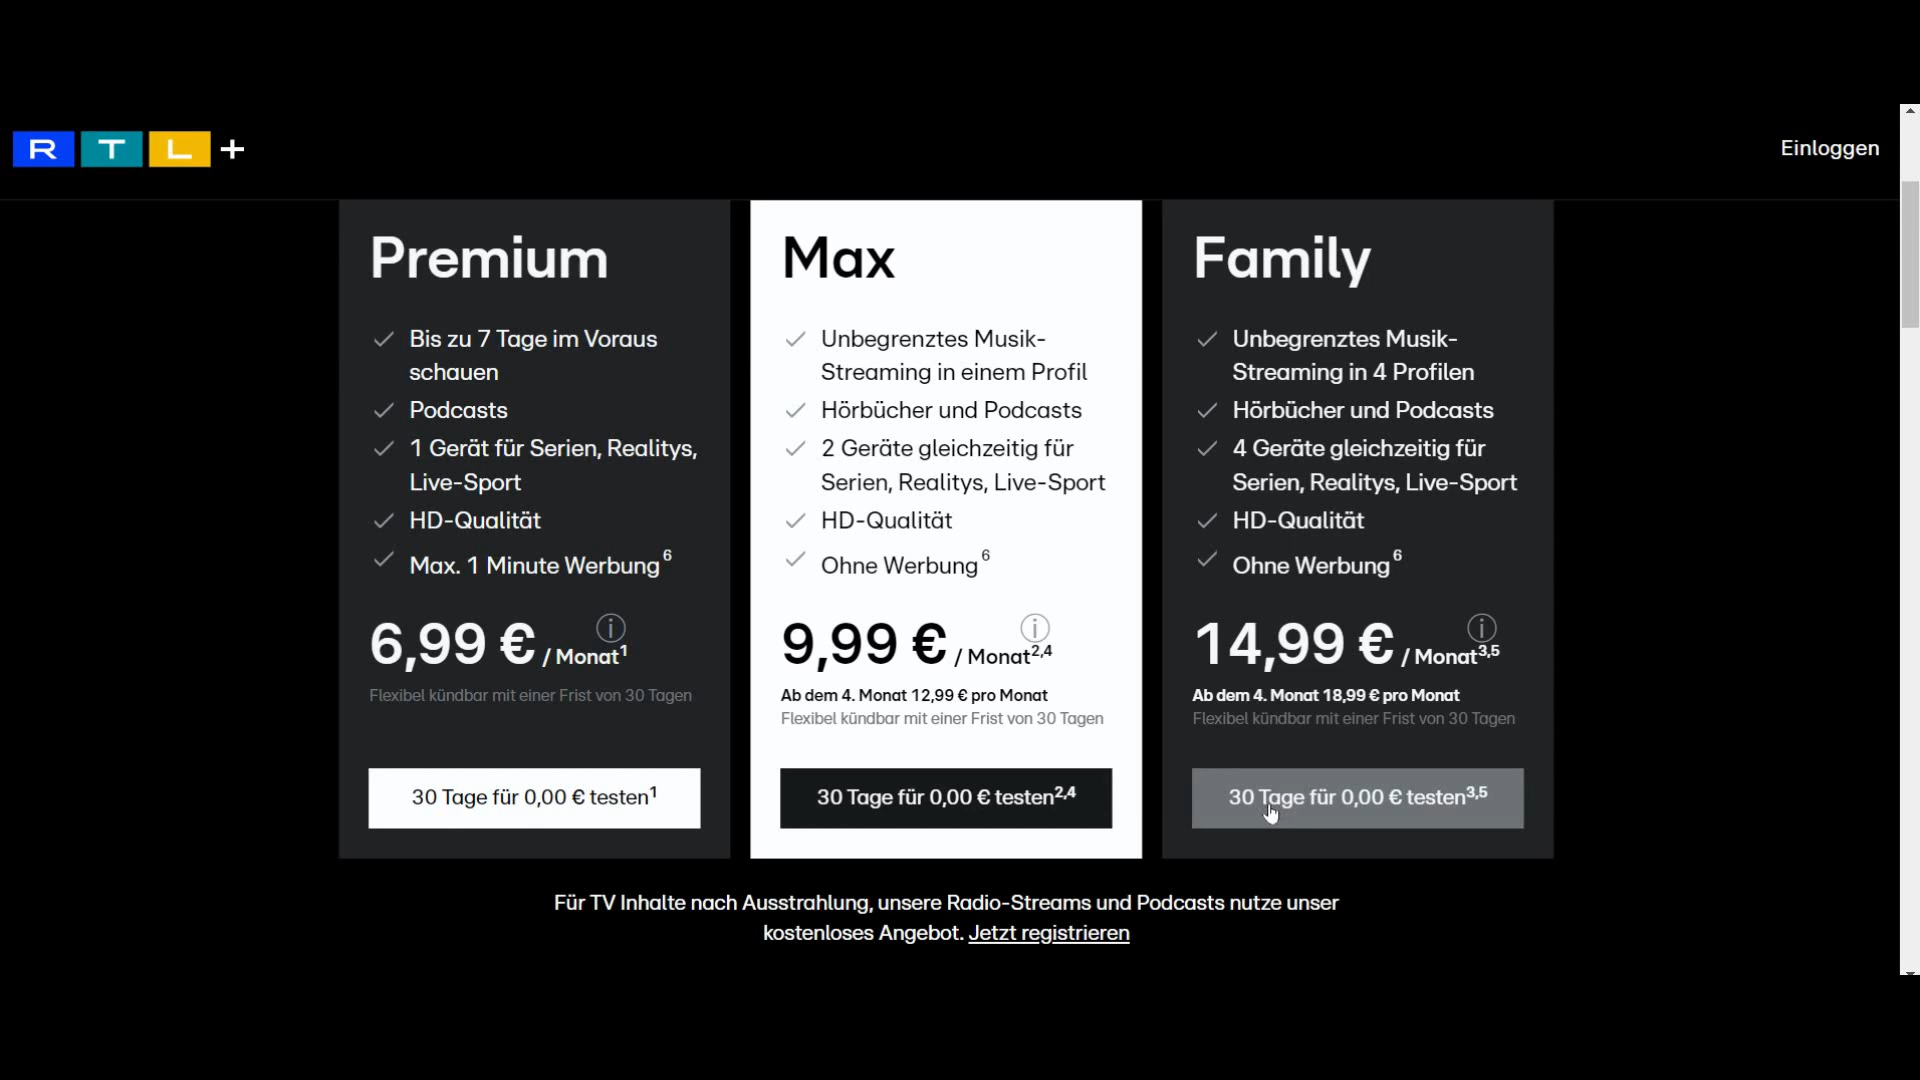 RTL+
Einloggen
Premium
Bis zu 7 Tage im Voraus
schauen
Podcasts
1 Gerät für Serien, Realitys,
Live-Sport
HD-Qualität
Max. 1 Minute Werbung⁶
6,99 € / Monat¹
Flexibel kündbar mit einer Frist von 30 Tagen
30 Tage für 0,00 € testen¹
Max
Unbegrenztes Musik-
Streaming in einem Profil
Hörbücher und Podcasts
2 Geräte gleichzeitig für
Serien, Realitys, Live-Sport
HD-Qualität
Ohne Werbung⁶
9,99 € / Monat²,⁴
Ab dem 4. Monat 12,99 € pro Monat
Flexibel kündbar mit einer Frist von 30 Tagen
30 Tage für 0,00 € testen²,⁴
Family
Unbegrenztes Musik-
Streaming in 4 Profilen
Hörbücher und Podcasts
4 Geräte gleichzeitig für
Serien, Realitys, Live-Sport
HD-Qualität
Ohne Werbung⁶
14,99 € / Monat³,⁵
Ab dem 4. Monat 18,99 € pro Monat
Flexibel kündbar mit einer Frist von 30 Tagen
30 Tage für 0,00 € testen³,⁵
Für TV Inhalte nach Ausstrahlung, unsere Radio-Streams und Podcasts nutze unser
kostenloses Angebot. Jetzt registrieren